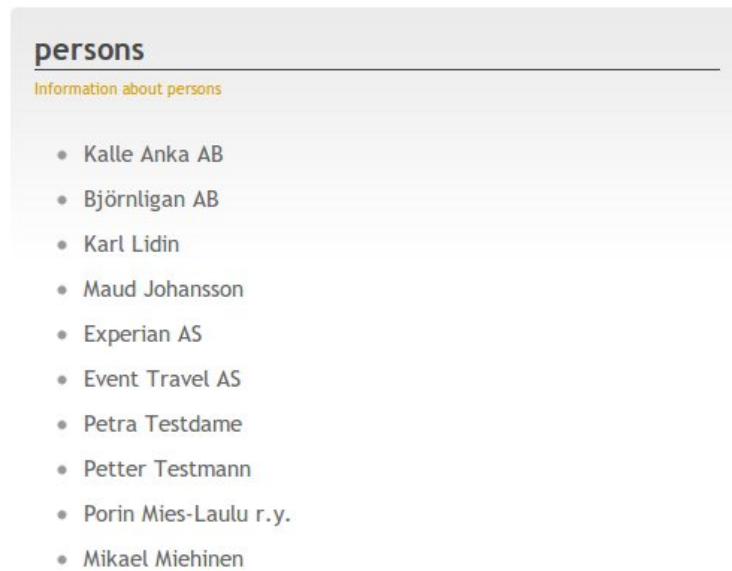 persons
Information about persons
Kalle Anka AB
Björnligan AB
Karl Lidin
Maud Johansson
Experian AS
Event Travel AS
Petra Testdame
Petter Testmann
Porin Mies-Laulu r.y.
Mikael Miehinen